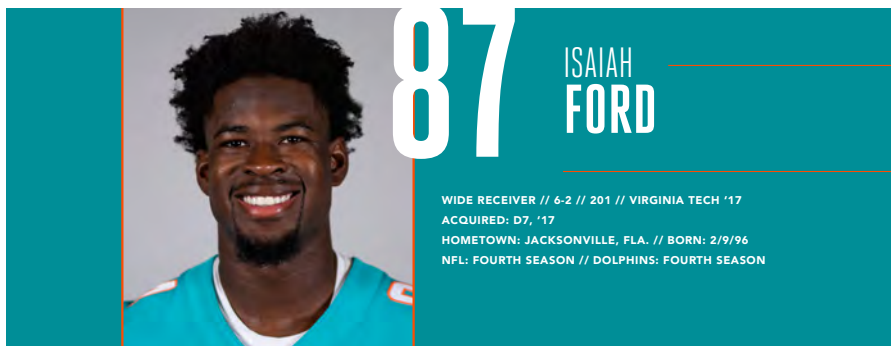 87
ISAIAH
FORD
WIDE RECEIVER // 6-2 // 201 // VIRGINIA TECH ’17
ACQUIRED: D7, ‘17
HOMETOWN: JACKSONVILLE, FLA. // BORN: 2/9/96
NFL: FOURTH SEASON // DOLPHINS: FOURTH SEASON